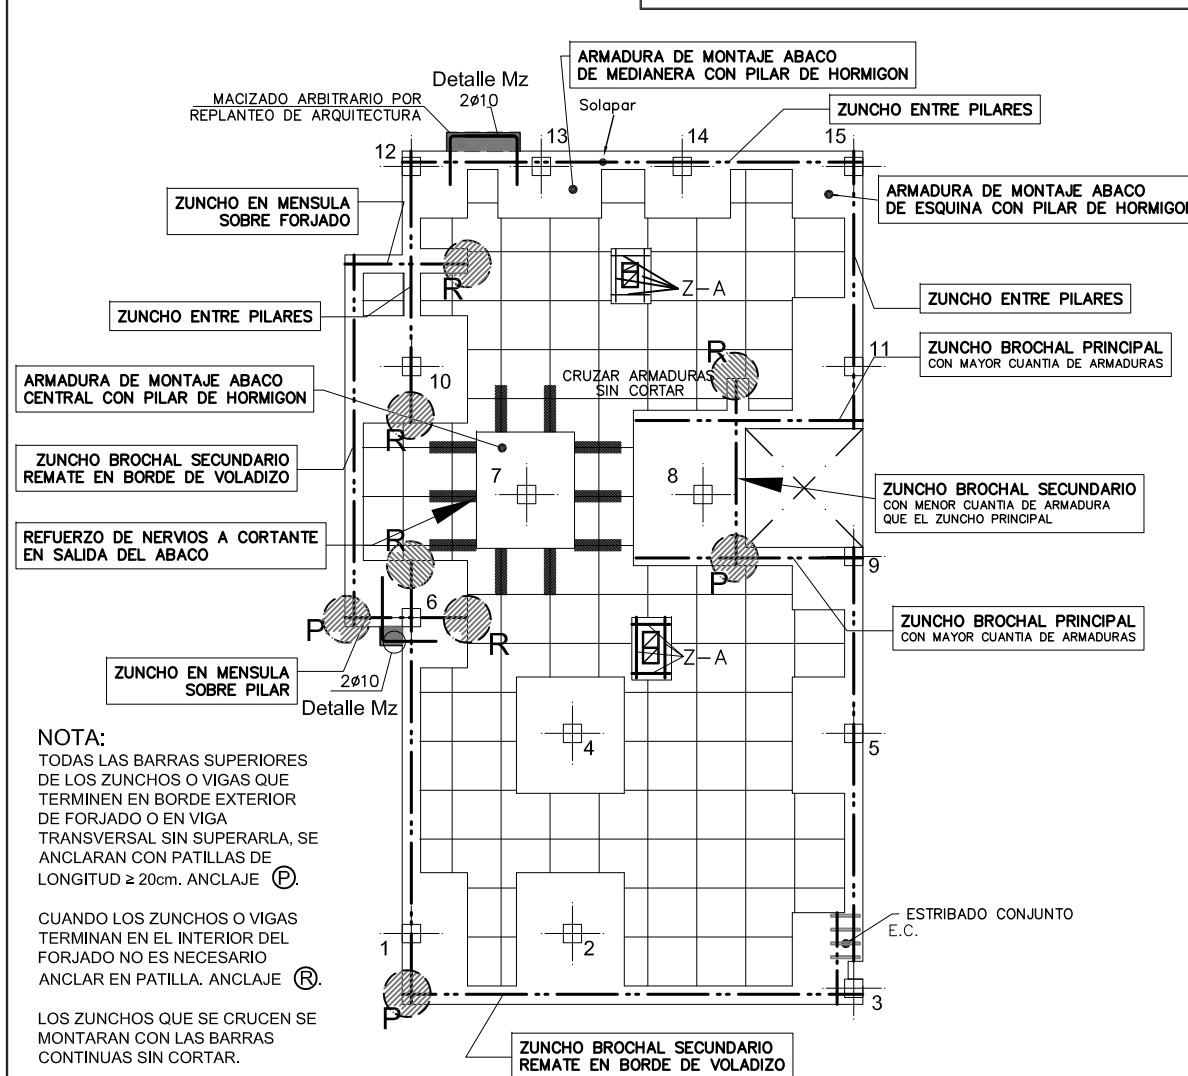 ARMADURA DE MONTAJE ABACO
DE MEDIANERA CON PILAR DE HORMIGON
Detalle Mz
2ø10
MACIZADO ARBITRARIO POR
REPLANTEO DE ARQUITECTURA
Solapar
ZUNCHO ENTRE PILARES
12
13
14
15
ZUNCHO EN MENSULA
SOBRE FORJADO
ARMADURA DE MONTAJE ABACO
DE ESQUINA CON PILAR DE HORMIGON
R
Z-A
ZUNCHO ENTRE PILARES
ZUNCHO ENTRE PILARES
R
11
ZUNCHO BROCHAL PRINCIPAL
CON MAYOR CUANTIA DE ARMADURAS
10
CRUZAR ARMADURAS
SIN CORTAR
ARMADURA DE MONTAJE ABACO
CENTRAL CON PILAR DE HORMIGON
R
ZUNCHO BROCHAL SECUNDARIO
REMATE EN BORDE DE VOLADIZO
7
8
ZUNCHO BROCHAL SECUNDARIO
CON MENOR CUANTIA DE ARMADURA
QUE EL ZUNCHO PRINCIPAL
REFUERZO DE NERVIOS A CORTANTE
EN SALIDA DEL ABACO
R
9
P
6
P
R
ZUNCHO BROCHAL PRINCIPAL
CON MAYOR CUANTIA DE ARMADURAS
Z-A
ZUNCHO EN MENSULA
SOBRE PILAR
2ø10
Detalle Mz
4
5
NOTA:
TODAS LAS BARRAS SUPERIORES
DE LOS ZUNCHOS O VIGAS QUE
TERMINEN EN BORDE EXTERIOR
DE FORJADO O EN VIGA
TRANSVERSAL SIN SUPERARLA, SE
ANCLARAN CON PATILLAS DE
LONGITUD ≥ 20cm. ANCLAJE P.
CUANDO LOS ZUNCHOS O VIGAS
TERMINAN EN EL INTERIOR DEL
FORJADO NO ES NECESARIO
ANCLAR EN PATILLA. ANCLAJE R.
LOS ZUNCHOS QUE SE CRUCEN SE
MONTARAN CON LAS BARRAS
CONTINUAS SIN CORTAR.
1
2
ESTRIBADO CONJUNTO
E.C.
3
P
ZUNCHO BROCHAL SECUNDARIO
REMATE EN BORDE DE VOLADIZO